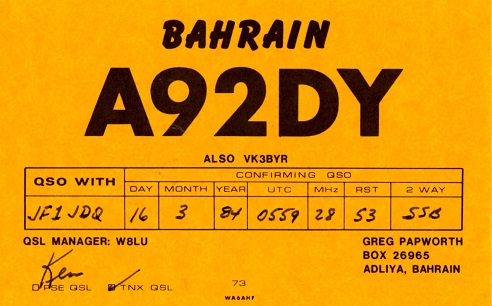 BAHRAIN
A92DY
ALSO VK3BYR
QSO WITH
CONFIRMING QSO
DAY MONTH YEAR UTC MHz RST 2 WAY
JF1JDQ 16 3 84 0559 28 53 SSB
QSL MANAGER: W8LU
GREG PAPWORTH
BOX 26965
ADLIYA, BAHRAIN
Ken
PSE QSL TNX QSL
73
WA6AHF